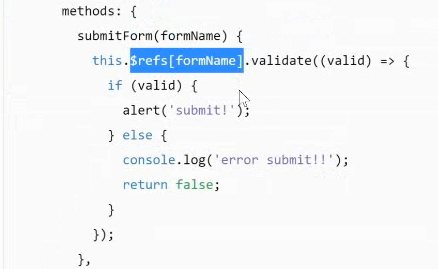 methods: {
submitForm(formName) {
this.$refs[formName].validate((valid) => {
if (valid) {
alert('submit!');
} else {
console.log('error submit!!');
return false;
}
});
},